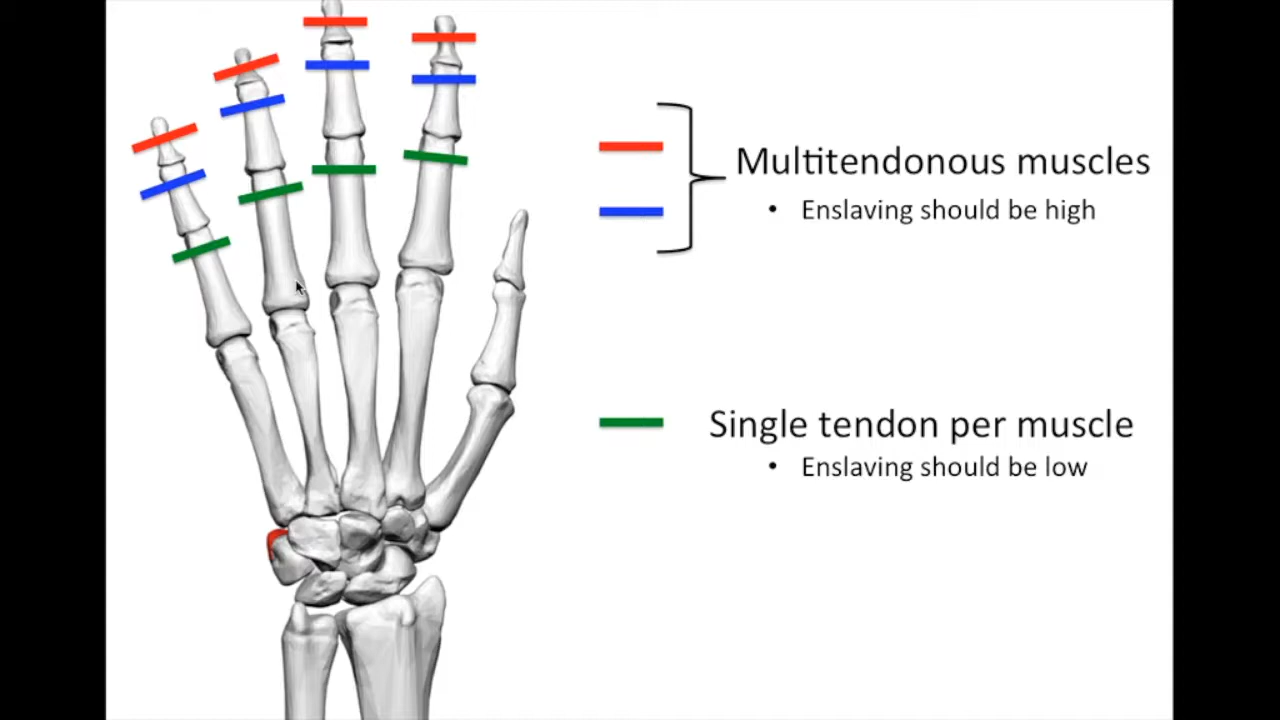 Multitendonous muscles
• Enslaving should be high
Single tendon per muscle
• Enslaving should be low